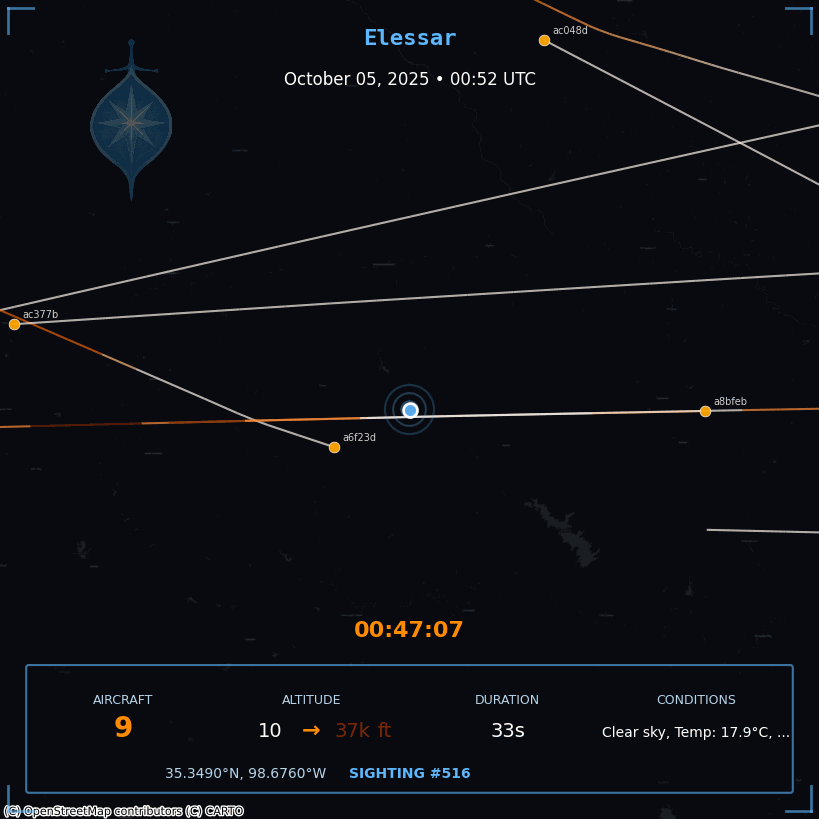 Elessar
October 05, 2025 • 00:52 UTC
ac048d
ac377b
a8bfeb
a6f23d
00:47:07
AIRCRAFT ALTITUDE DURATION CONDITIONS
9 10 → 37k ft 33s Clear sky, Temp: 17.9°C, ...
35.3490°N, 98.6760°W SIGHTING #516
(C) OpenStreetMap contributors (C) CARTO